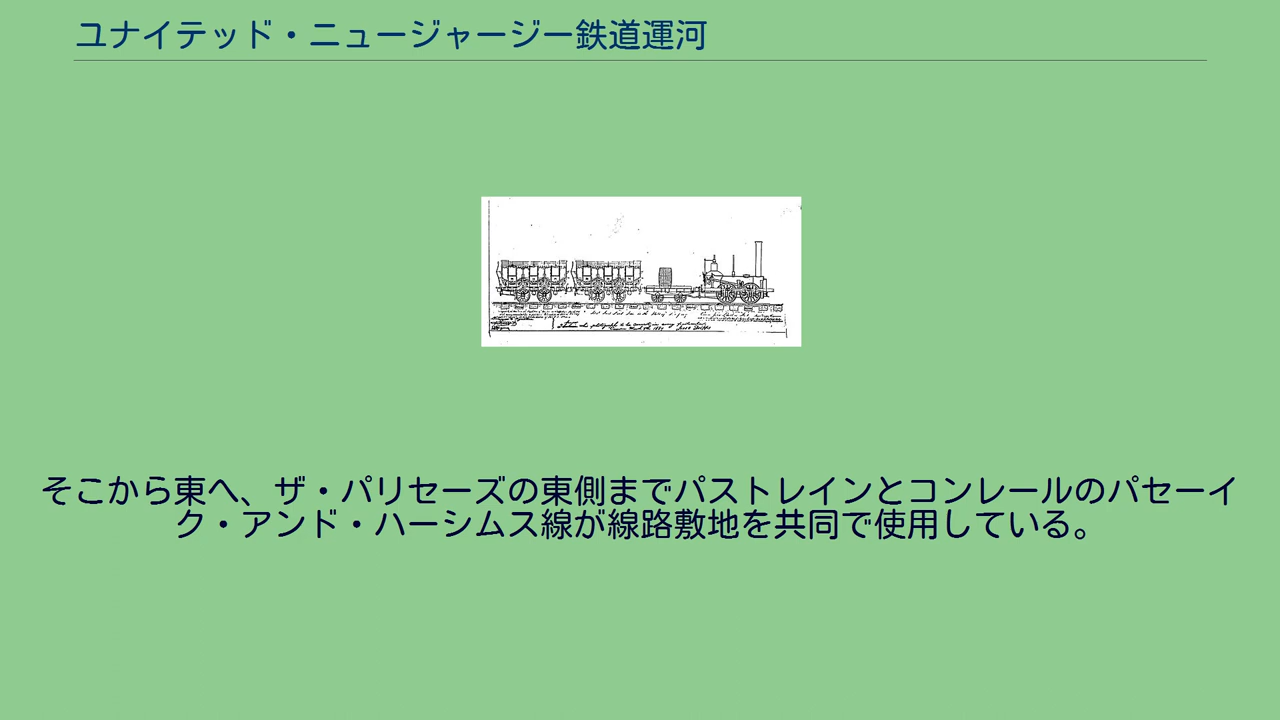 ユナイテッド・ニュージャージー鉄道運河
そこから東へ、ザ・パリセーズの東側までパストレインとコンレールのパセーイ
ク・アンド・ハーシムス線が線路敷地を共同で使用している。